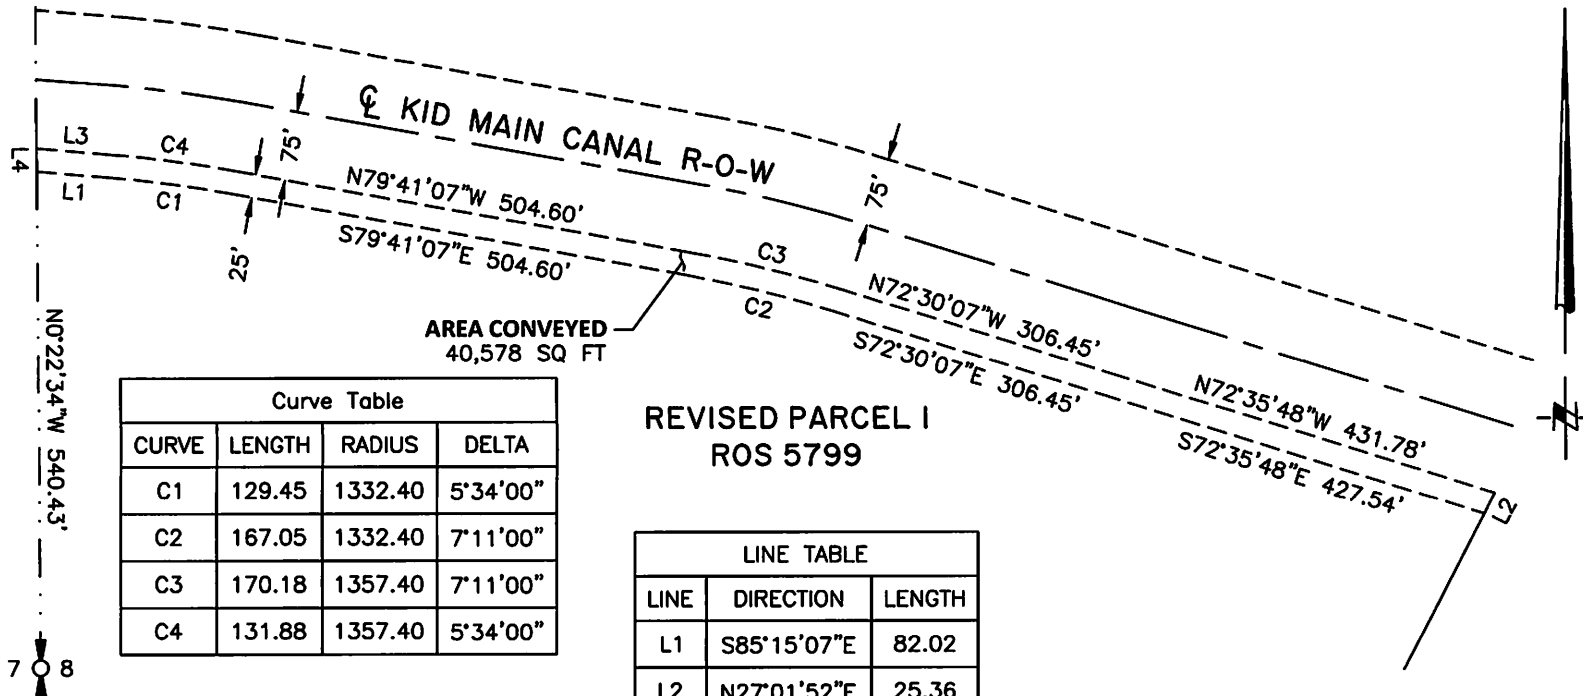 ℄ KID MAIN CANAL R-O-W
75'
75'
25'
L3
C4
L4
L1
C1
N79°41'07"W 504.60'
S79°41'07"E 504.60'
C3
C2
N72°30'07"W 306.45'
S72°30'07"E 306.45'
N72°35'48"W 431.78'
S72°35'48"E 427.54'
L2
AREA CONVEYED
40,578 SQ FT
N0°22'34"W 540.43'
REVISED PARCEL I
ROS 5799
N
Curve Table
CURVE LENGTH RADIUS DELTA
C1 129.45 1332.40 5°34'00"
C2 167.05 1332.40 7°11'00"
C3 170.18 1357.40 7°11'00"
C4 131.88 1357.40 5°34'00"
LINE TABLE
LINE DIRECTION LENGTH
L1 S85°15'07"E 82.02
L2 N27°01'52"E 25.36
7 8